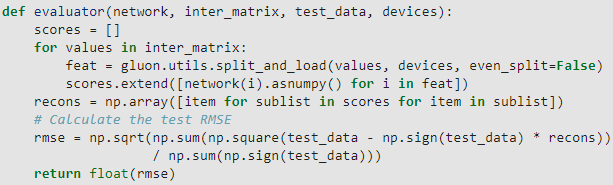 def evaluator(network, inter_matrix, test_data, devices):
    scores = []
    for values in inter_matrix:
        feat = gluon.utils.split_and_load(values, devices, even_split=False)
        scores.extend([network(i).asnumpy() for i in feat])
    recons = np.array([item for sublist in scores for item in sublist])
    # Calculate the test RMSE
    rmse = np.sqrt(np.sum(np.square(test_data - np.sign(test_data) * recons))
                   / np.sum(np.sign(test_data)))
    return float(rmse)